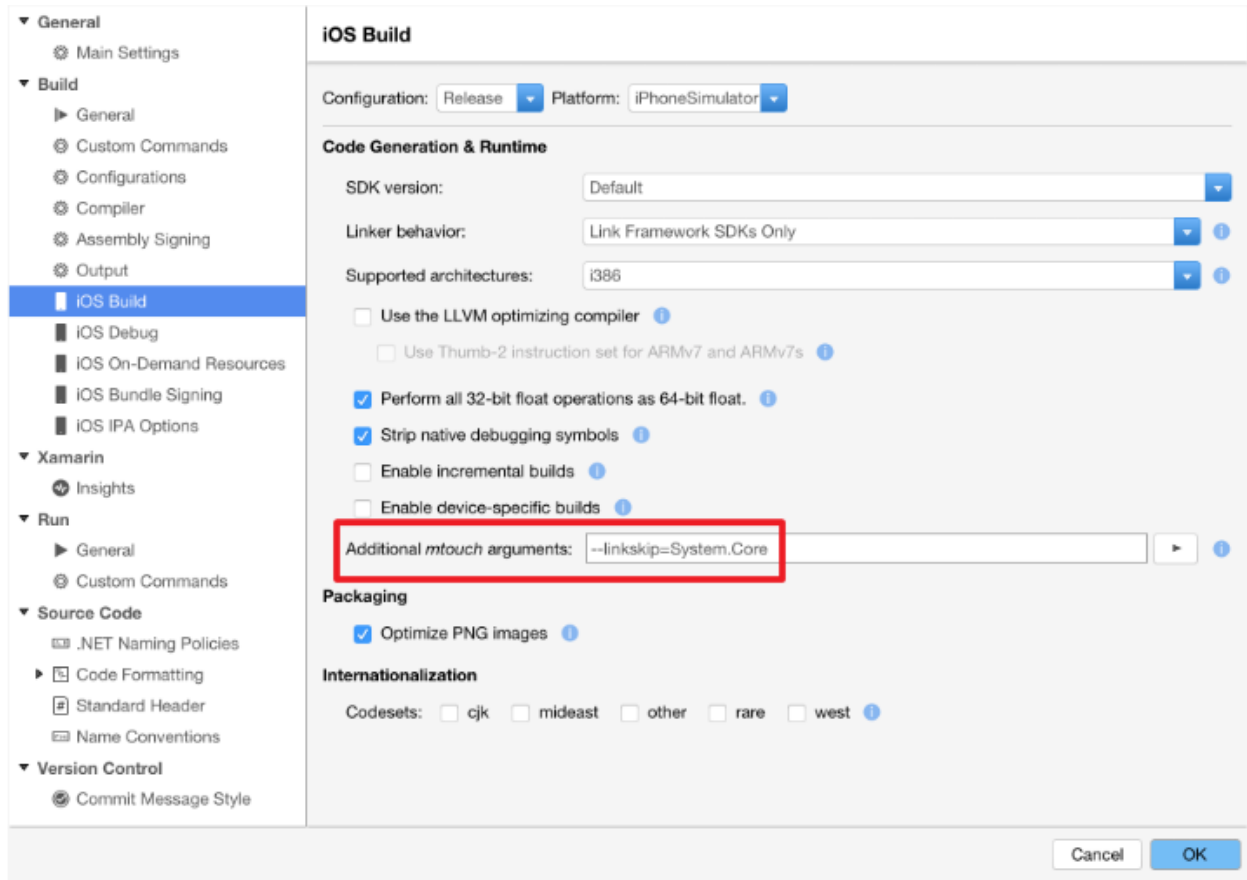 General
Main Settings
Build
General
Custom Commands
Configurations
Compiler
Assembly Signing
Output
iOS Build
iOS Debug
iOS On-Demand Resources
iOS Bundle Signing
iOS IPA Options
Xamarin
Insights
Run
General
Custom Commands
Source Code
.NET Naming Policies
Code Formatting
Standard Header
Name Conventions
Version Control
Commit Message Style
iOS Build
Configuration: Release Platform: iPhoneSimulator
Code Generation & Runtime
SDK version: Default
Linker behavior: Link Framework SDKs Only
Supported architectures: i386
Use the LLVM optimizing compiler
Use Thumb-2 instruction set for ARMv7 and ARMv7s
Perform all 32-bit float operations as 64-bit float.
Strip native debugging symbols
Enable incremental builds
Enable device-specific builds
Additional mtouch arguments: --linkskip=System.Core
Packaging
Optimize PNG images
Internationalization
Codesets: cjk mideast other rare west
Cancel OK